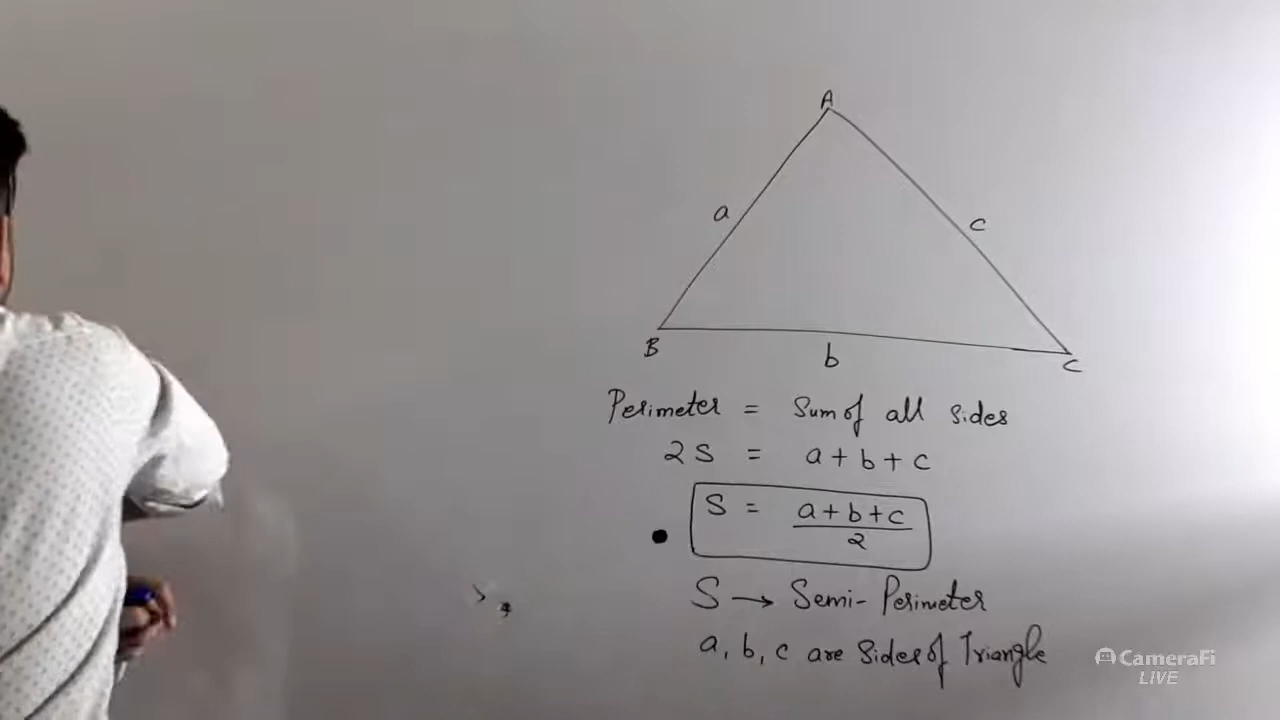 A
a
c
B
b
C
Perimeter = Sum of all sides
2S = a+b+c
S = a+b+c
2
S → Semi-Perimeter
a, b, c are Sides of Triangle
CameraFi
LIVE